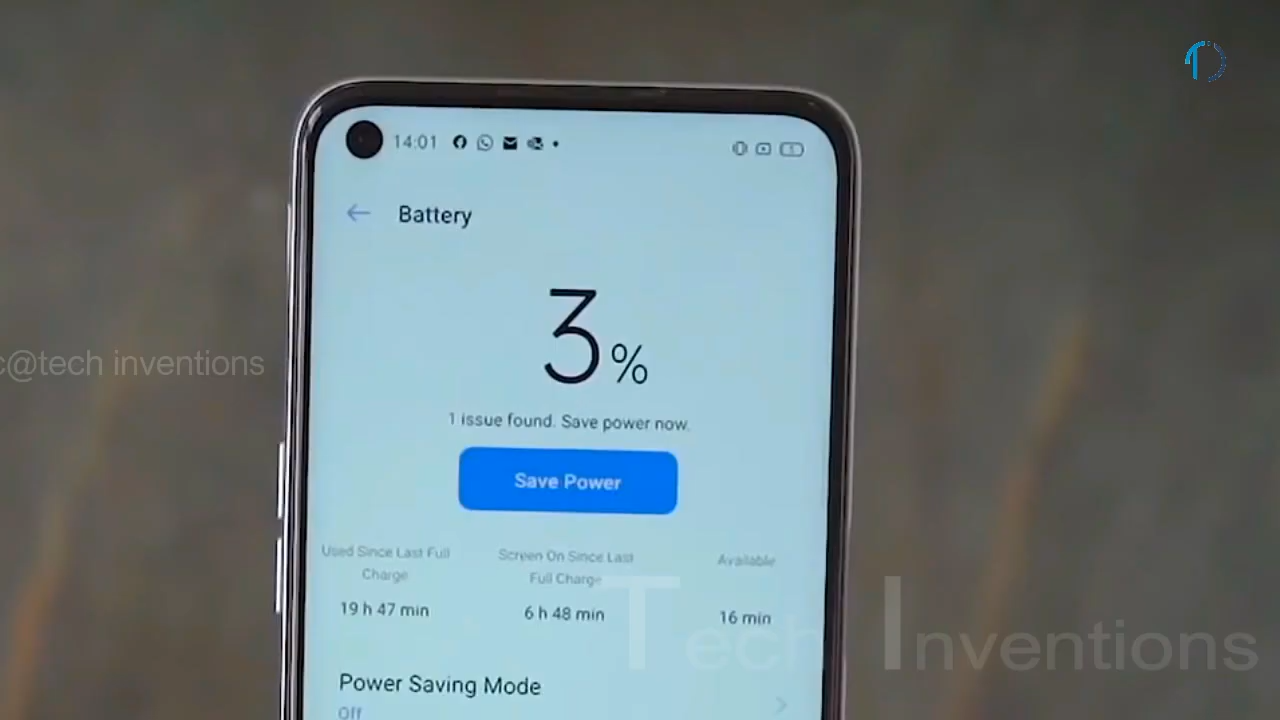 14:01
Battery
3%
1 issue found. Save power now.
Save Power
c@tech inventions
Used Since Last Full Charge
19 h 47 min
Screen On Since Last Full Charge
6 h 48 min
Available
16 min
Tech Inventions
Power Saving Mode
Off